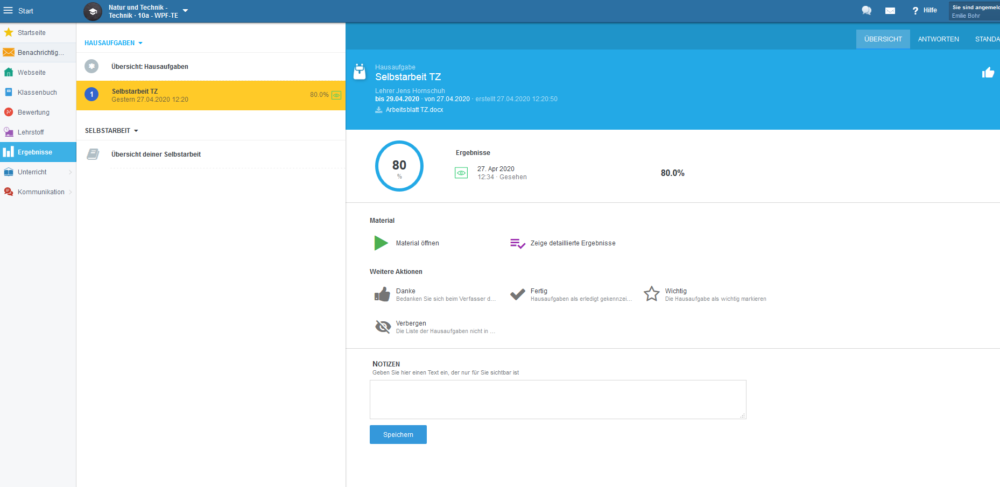 Start
Natur und Technik -
Technik · 10a - WPF-TE
Hilfe
Sie sind angemeld
Emilie Bohr
Startseite
Benachrichtig...
Webseite
Klassenbuch
Bewertung
Lehrstoff
Ergebnisse
Unterricht
Kommunikation
HAUSAUFGABEN
Übersicht: Hausaufgaben
1
Selbstarbeit TZ
Gestern 27.04.2020 12:20
80.0%
SELBSTARBEIT
Übersicht deiner Selbstarbeit
ÜBERSICHT
ANTWORTEN
STANDA
Hausaufgabe
Selbstarbeit TZ
Lehrer Jens Hornschuh
bis 29.04.2020 · von 27.04.2020 · erstellt 27.04.2020 12:20:50
Arbeitsblatt TZ.docx
80
%
Ergebnisse
27. Apr 2020
12:34 · Gesehen
80.0%
Material
Material öffnen
Zeige detaillierte Ergebnisse
Weitere Aktionen
Danke
Bedanken Sie sich beim Verfasser d...
Fertig
Hausaufgaben als erledigt gekennzei...
Wichtig
Die Hausaufgabe als wichtig markieren
Verbergen
Die Liste der Hausaufgaben nicht in ...
NOTIZEN
Geben Sie hier einen Text ein, der nur für Sie sichtbar ist
Speichern